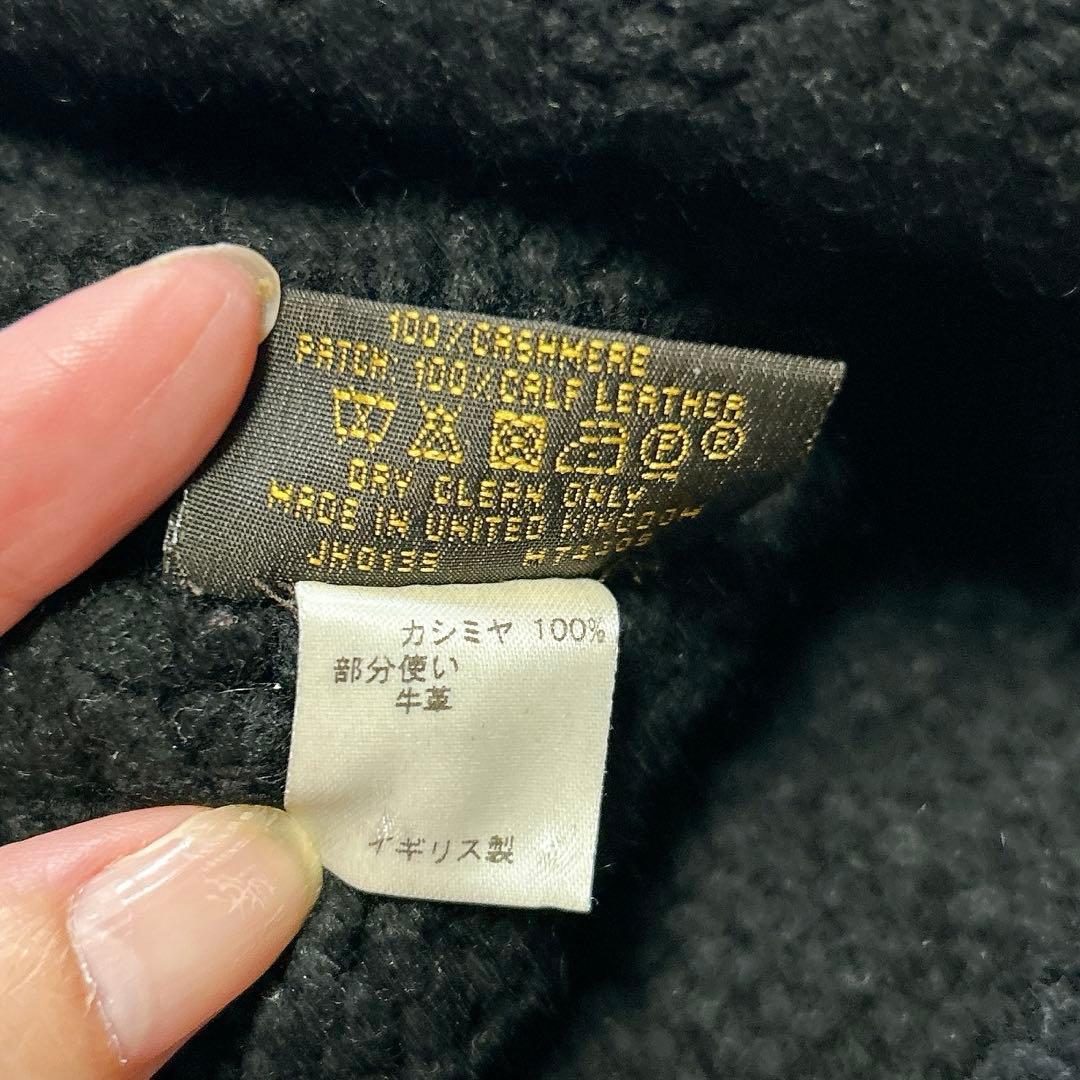 100%CASHMERE
PATCH: 100%CALF LEATHER
P R
DRY CLEAN ONLY
MADE IN UNITED KINGDOM
JH0135
カシミヤ 100%
部分使い
牛革
イギリス製